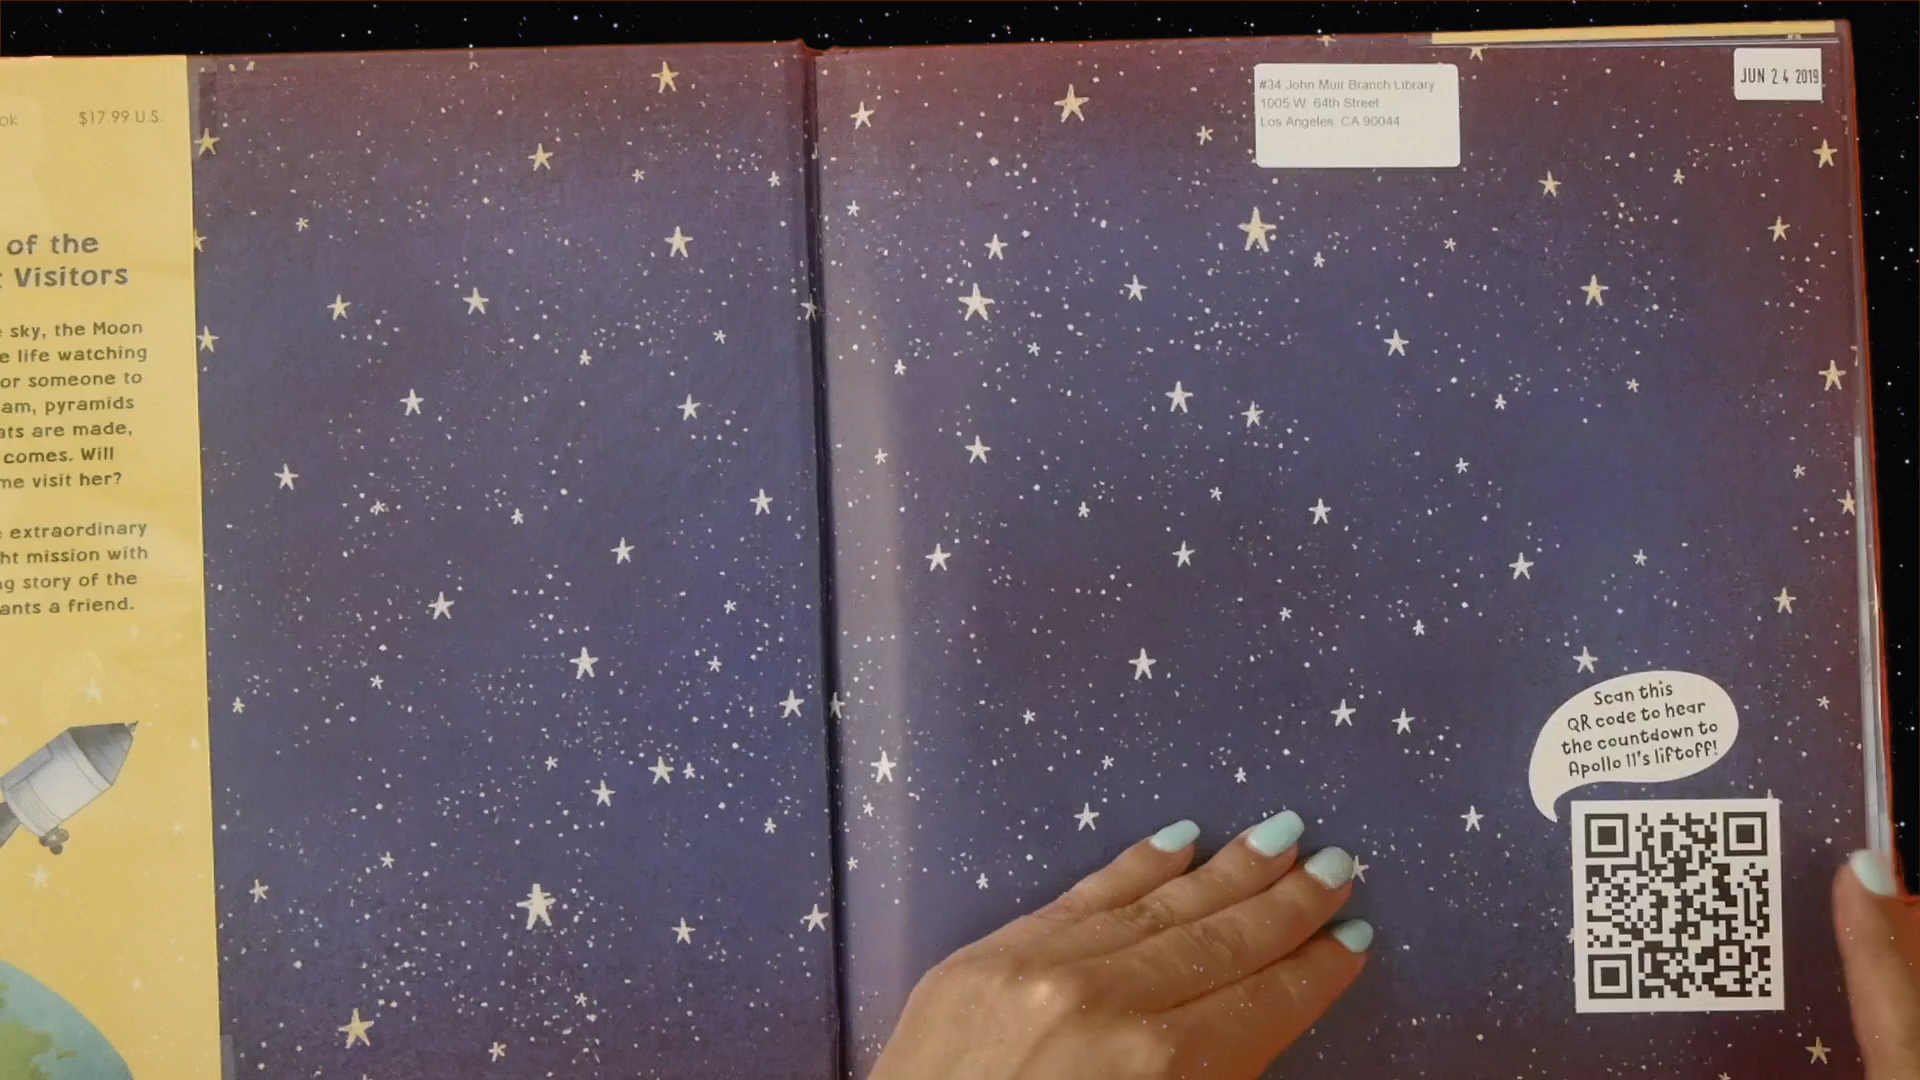 ok $17.99 U.S.
of the
Visitors
sky, the Moon
e life watching
or someone to
am, pyramids
ats are made,
comes. Will
me visit her?
extraordinary
ht mission with
ng story of the
ants a friend.
#34 John Muir Branch Library
1005 W. 64th Street
Los Angeles, CA 90044
JUN 24 2019
Scan this
QR code to hear
the countdown to
Apollo 11's liftoff!